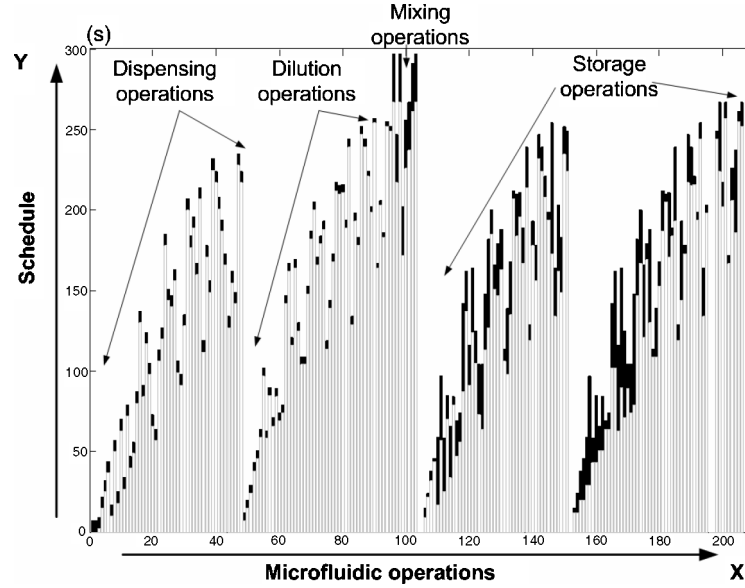 Mixing
operations
(s)
Y
300
Dispensing
operations
Dilution
operations
Storage
operations
250
200
150
100
50
0
Schedule
0 20 40 60 80 100 120 140 160 180 200
Microfluidic operations
X